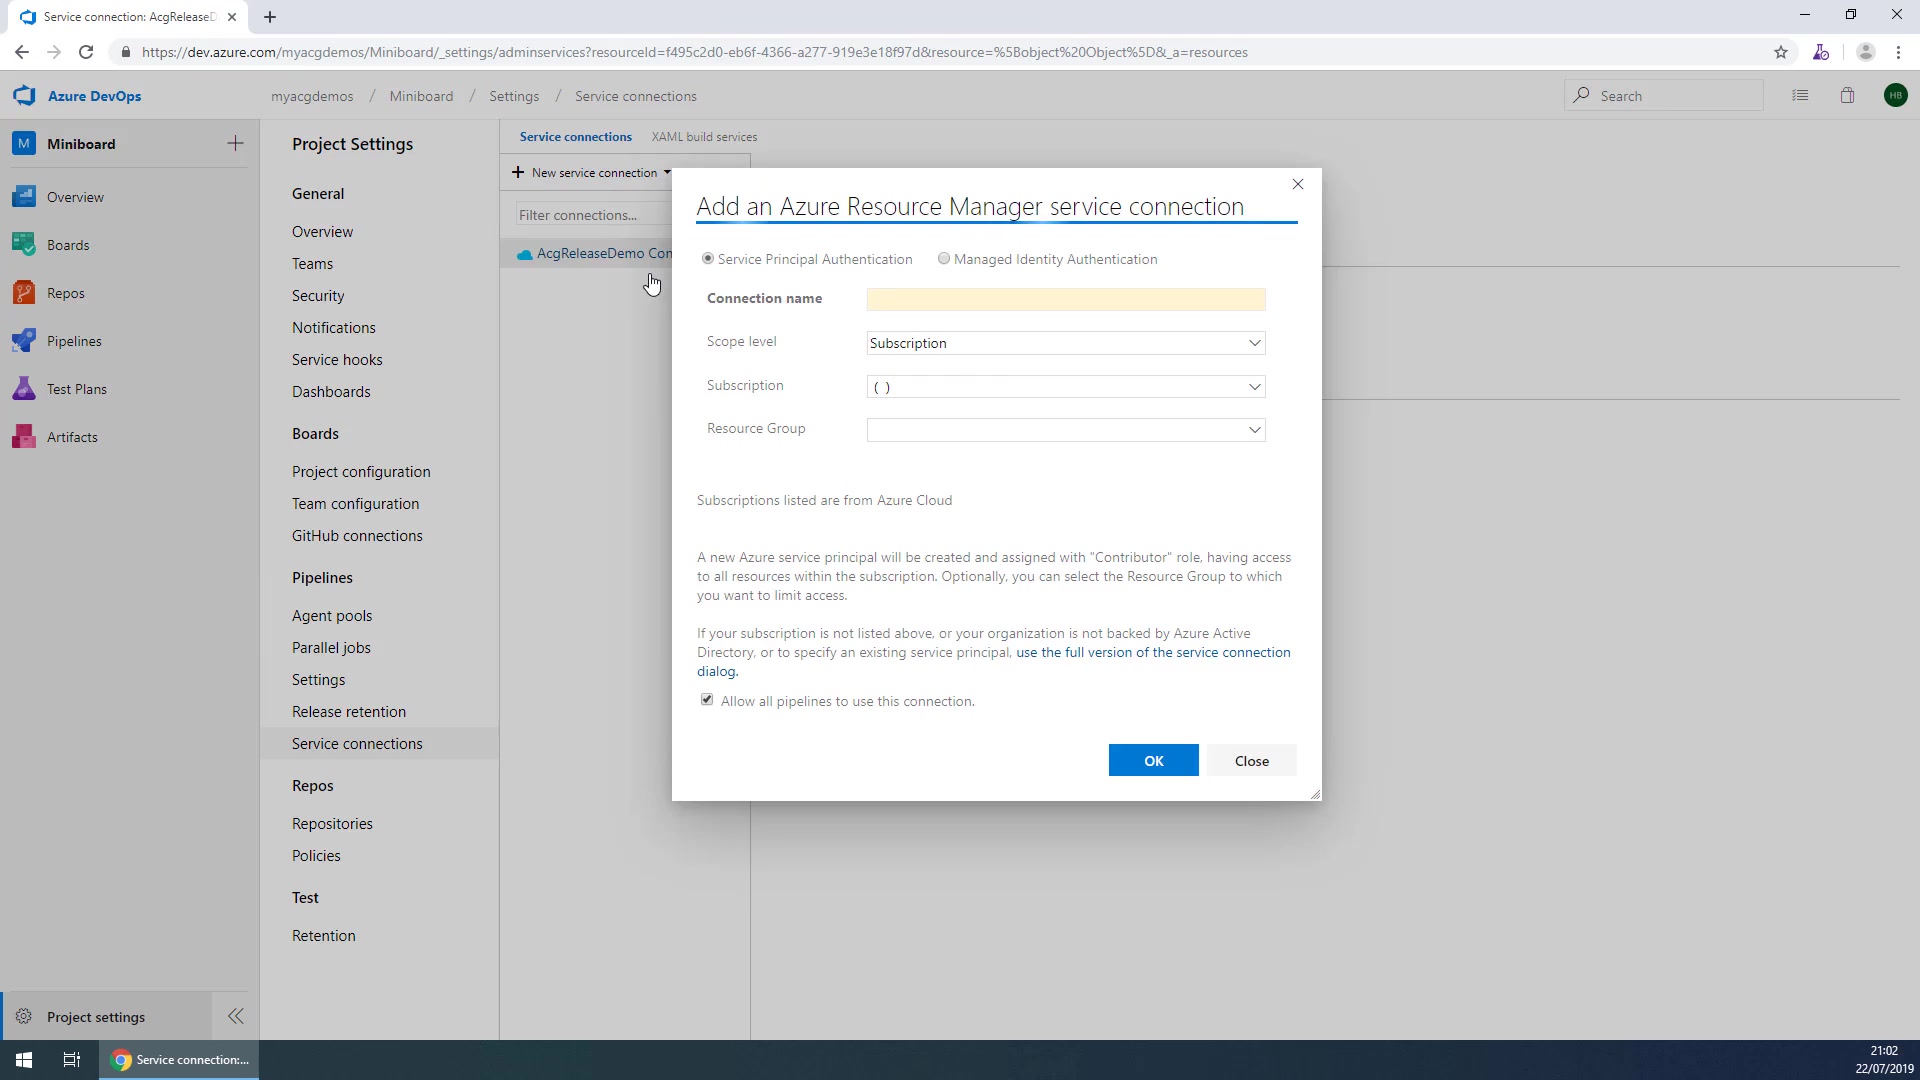 Service connection: AcgReleaseD
https://dev.azure.com/myacgdemos/Miniboard/_settings/adminservices?resourceId=f495c2d0-eb6f-4366-a277-919e3e18f97d&resource=%5Bobject%20Object%5D&_a=resources
Azure DevOps
myacgdemos / Miniboard / Settings / Service connections
Search
HB
M Miniboard
Overview
Boards
Repos
Pipelines
Test Plans
Artifacts
Project settings
Project Settings
General
Overview
Teams
Security
Notifications
Service hooks
Dashboards
Boards
Project configuration
Team configuration
GitHub connections
Pipelines
Agent pools
Parallel jobs
Settings
Release retention
Service connections
Repos
Repositories
Policies
Test
Retention
Service connections XAML build services
New service connection
Filter connections...
AcgReleaseDemo Con
Add an Azure Resource Manager service connection
Service Principal Authentication Managed Identity Authentication
Connection name
Scope level Subscription
Subscription ( )
Resource Group
Subscriptions listed are from Azure Cloud
A new Azure service principal will be created and assigned with "Contributor" role, having access
to all resources within the subscription. Optionally, you can select the Resource Group to which
you want to limit access.
If your subscription is not listed above, or your organization is not backed by Azure Active
Directory, or to specify an existing service principal, use the full version of the service connection
dialog.
Allow all pipelines to use this connection.
OK Close
Service connection:...
21:02
22/07/2019